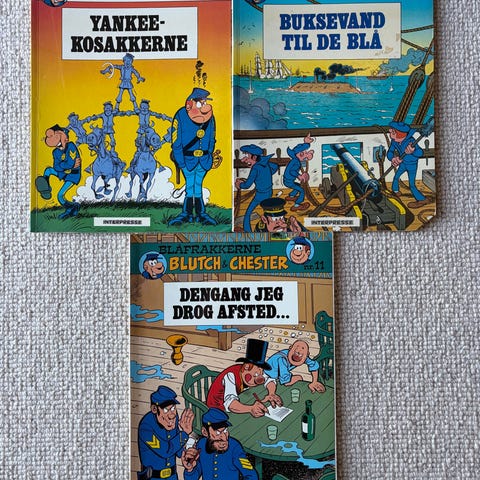 YANKEE-
KOSAKKERNE
INTERPRESSE
BUKSEVAND
TIL DE BLÅ
INTERPRESSE
BLÅFRAKKERNE
BLUTCH & CHESTER
nr. 11
DENGANG JEG
DROG AFSTED...